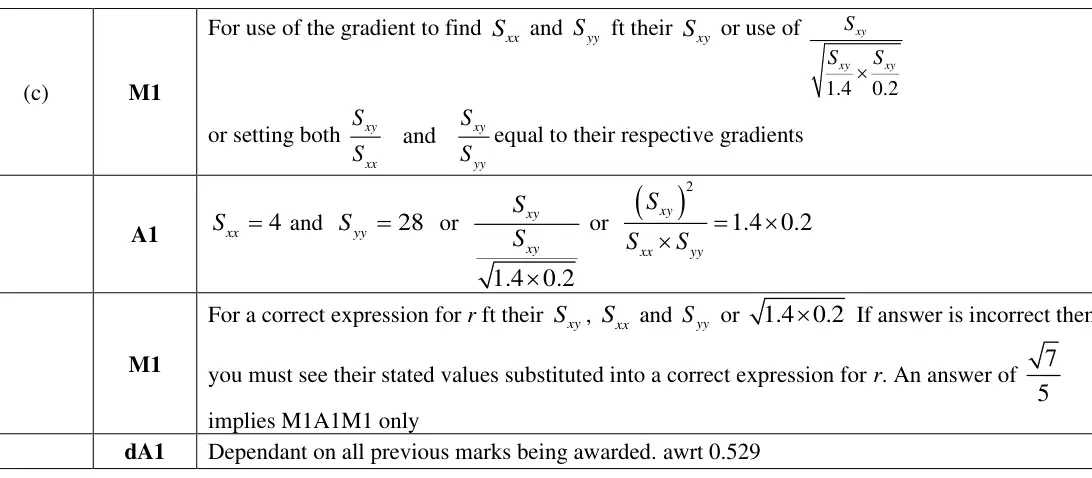 (c) M1 For use of the gradient to find S_xx and S_yy ft their S_xy or use of S_xy / √(S_xy/1.4 × S_xy/0.2)
or setting both S_xy/S_xx and S_xy/S_yy equal to their respective gradients
A1 S_xx = 4 and S_yy = 28 or S_xy / (S_xy/√(1.4×0.2)) or (S_xy)²/(S_xx × S_yy) = 1.4×0.2
M1 For a correct expression for r ft their S_xy, S_xx and S_yy or √(1.4×0.2) If answer is incorrect then
you must see their stated values substituted into a correct expression for r. An answer of √7/5
implies M1A1M1 only
dA1 Dependant on all previous marks being awarded. awrt 0.529